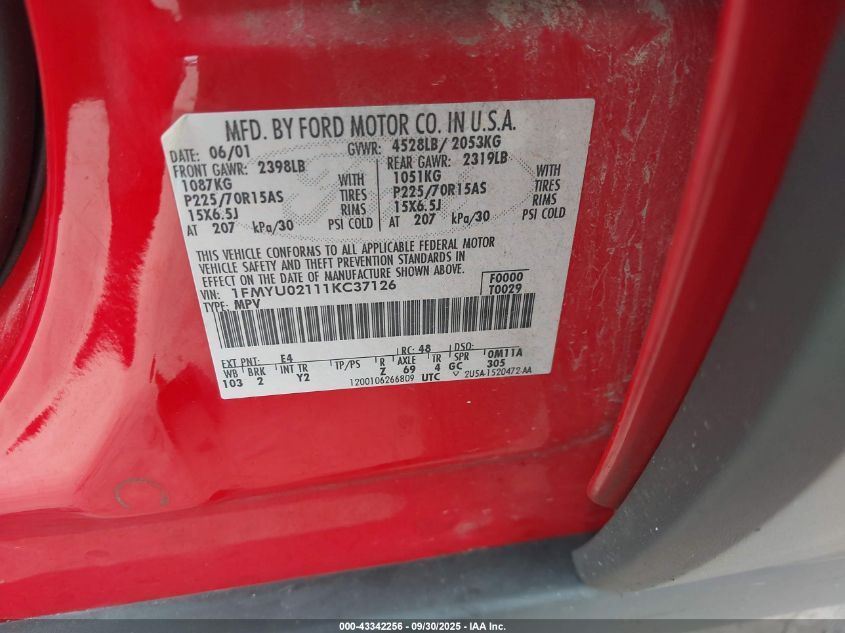 MFD. BY FORD MOTOR CO. IN U.S.A.
DATE: 06/01 GVWR: 4528LB/ 2053KG
FRONT GAWR: 2398LB REAR GAWR: 2319LB
1087KG WITH 1051KG WITH
P225/70R15AS TIRES P225/70R15AS TIRES
15X6.5J RIMS 15X6.5J RIMS
AT 207 kPa/30 PSI COLD AT 207 kPa/30 PSI COLD
THIS VEHICLE CONFORMS TO ALL APPLICABLE FEDERAL MOTOR
VEHICLE SAFETY AND THEFT PREVENTION STANDARDS IN
EFFECT ON THE DATE OF MANUFACTURE SHOWN ABOVE.
VIN: 1FMYU02111KC37126 F0000
TYPE: MPV T0029
EXT PNT: E4 RC: 48 DSO:
WB BRK INT TR TP/PS R AXLE TR SPR 0M11A
103 2 Y2 Z 69 4 GC 305
1200106266809 UTC V 2U5A-1520472-AA
000-43342256 - 09/30/2025 - IAA Inc.